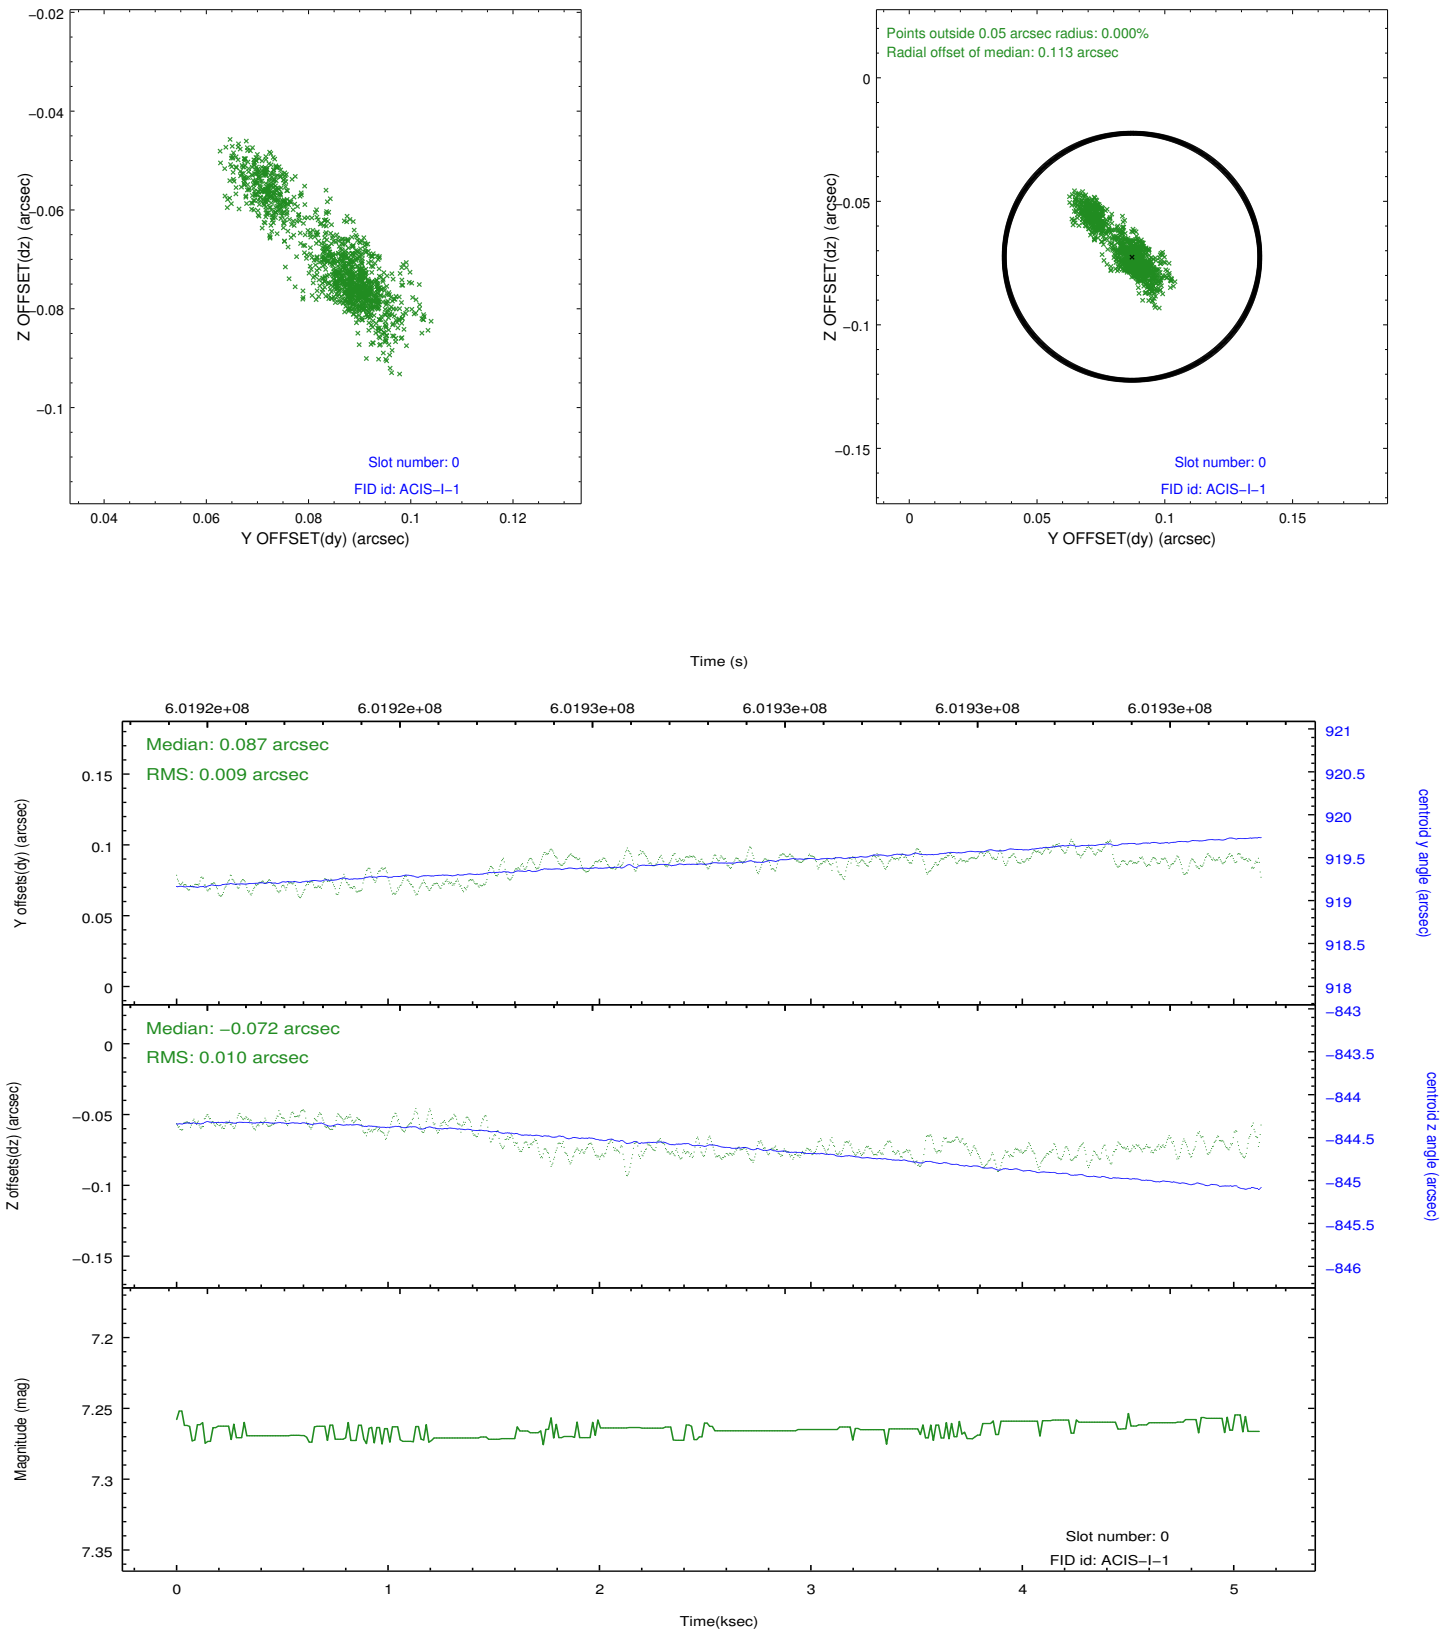 −0.02
−0.04
−0.06
−0.08
−0.1
Z OFFSET(dz) (arcsec)
Slot number: 0
FID id: ACIS−I−1
0.04
0.06
0.08
0.1
0.12
Y OFFSET(dy) (arcsec)
Points outside 0.05 arcsec radius: 0.000%
Radial offset of median: 0.113 arcsec
0
−0.05
−0.1
−0.15
Z OFFSET(dz) (arcsec)
Slot number: 0
FID id: ACIS−I−1
0
0.05
0.1
0.15
Y OFFSET(dy) (arcsec)
Time (s)
6.0192e+08
6.0192e+08
6.0193e+08
6.0193e+08
6.0193e+08
6.0193e+08
Median: 0.087 arcsec
RMS: 0.009 arcsec
0.15
0.1
0.05
0
Y offsets(dy) (arcsec)
921
920.5
920
919.5
919
918.5
918
centroid y angle (arcsec)
Median: −0.072 arcsec
RMS: 0.010 arcsec
0
−0.05
−0.1
−0.15
Z offsets(dz) (arcsec)
−843
−843.5
−844
−844.5
−845
−845.5
−846
centroid z angle (arcsec)
7.2
7.25
7.3
7.35
Magnitude (mag)
Slot number: 0
FID id: ACIS−I−1
0
1
2
3
4
5
Time(ksec)